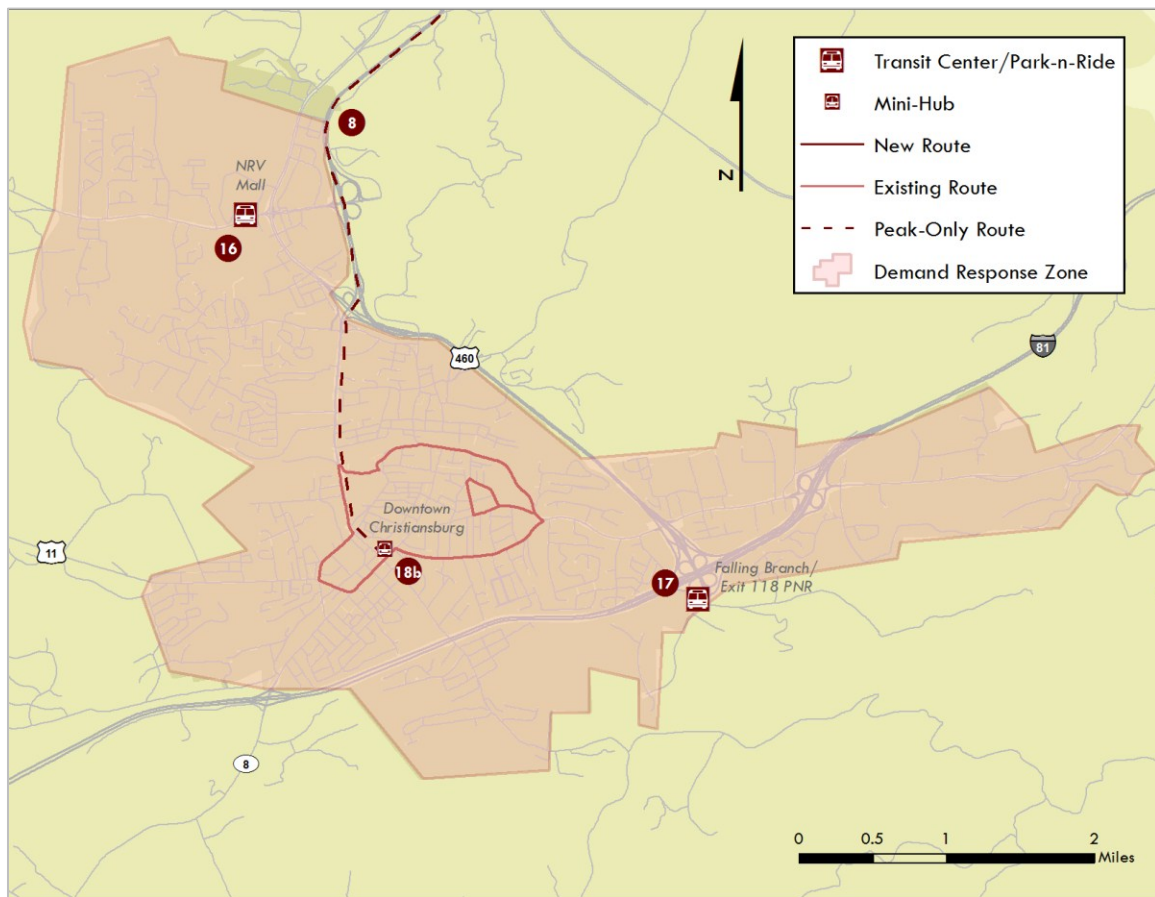 Transit Center/Park-n-Ride
Mini-Hub
New Route
Existing Route
Peak-Only Route
Demand Response Zone
N
8
NRV
Mall
16
460
81
Downtown
Christiansburg
18b
11
17
Falling Branch/
Exit 118 PNR
8
0 0.5 1 2
Miles